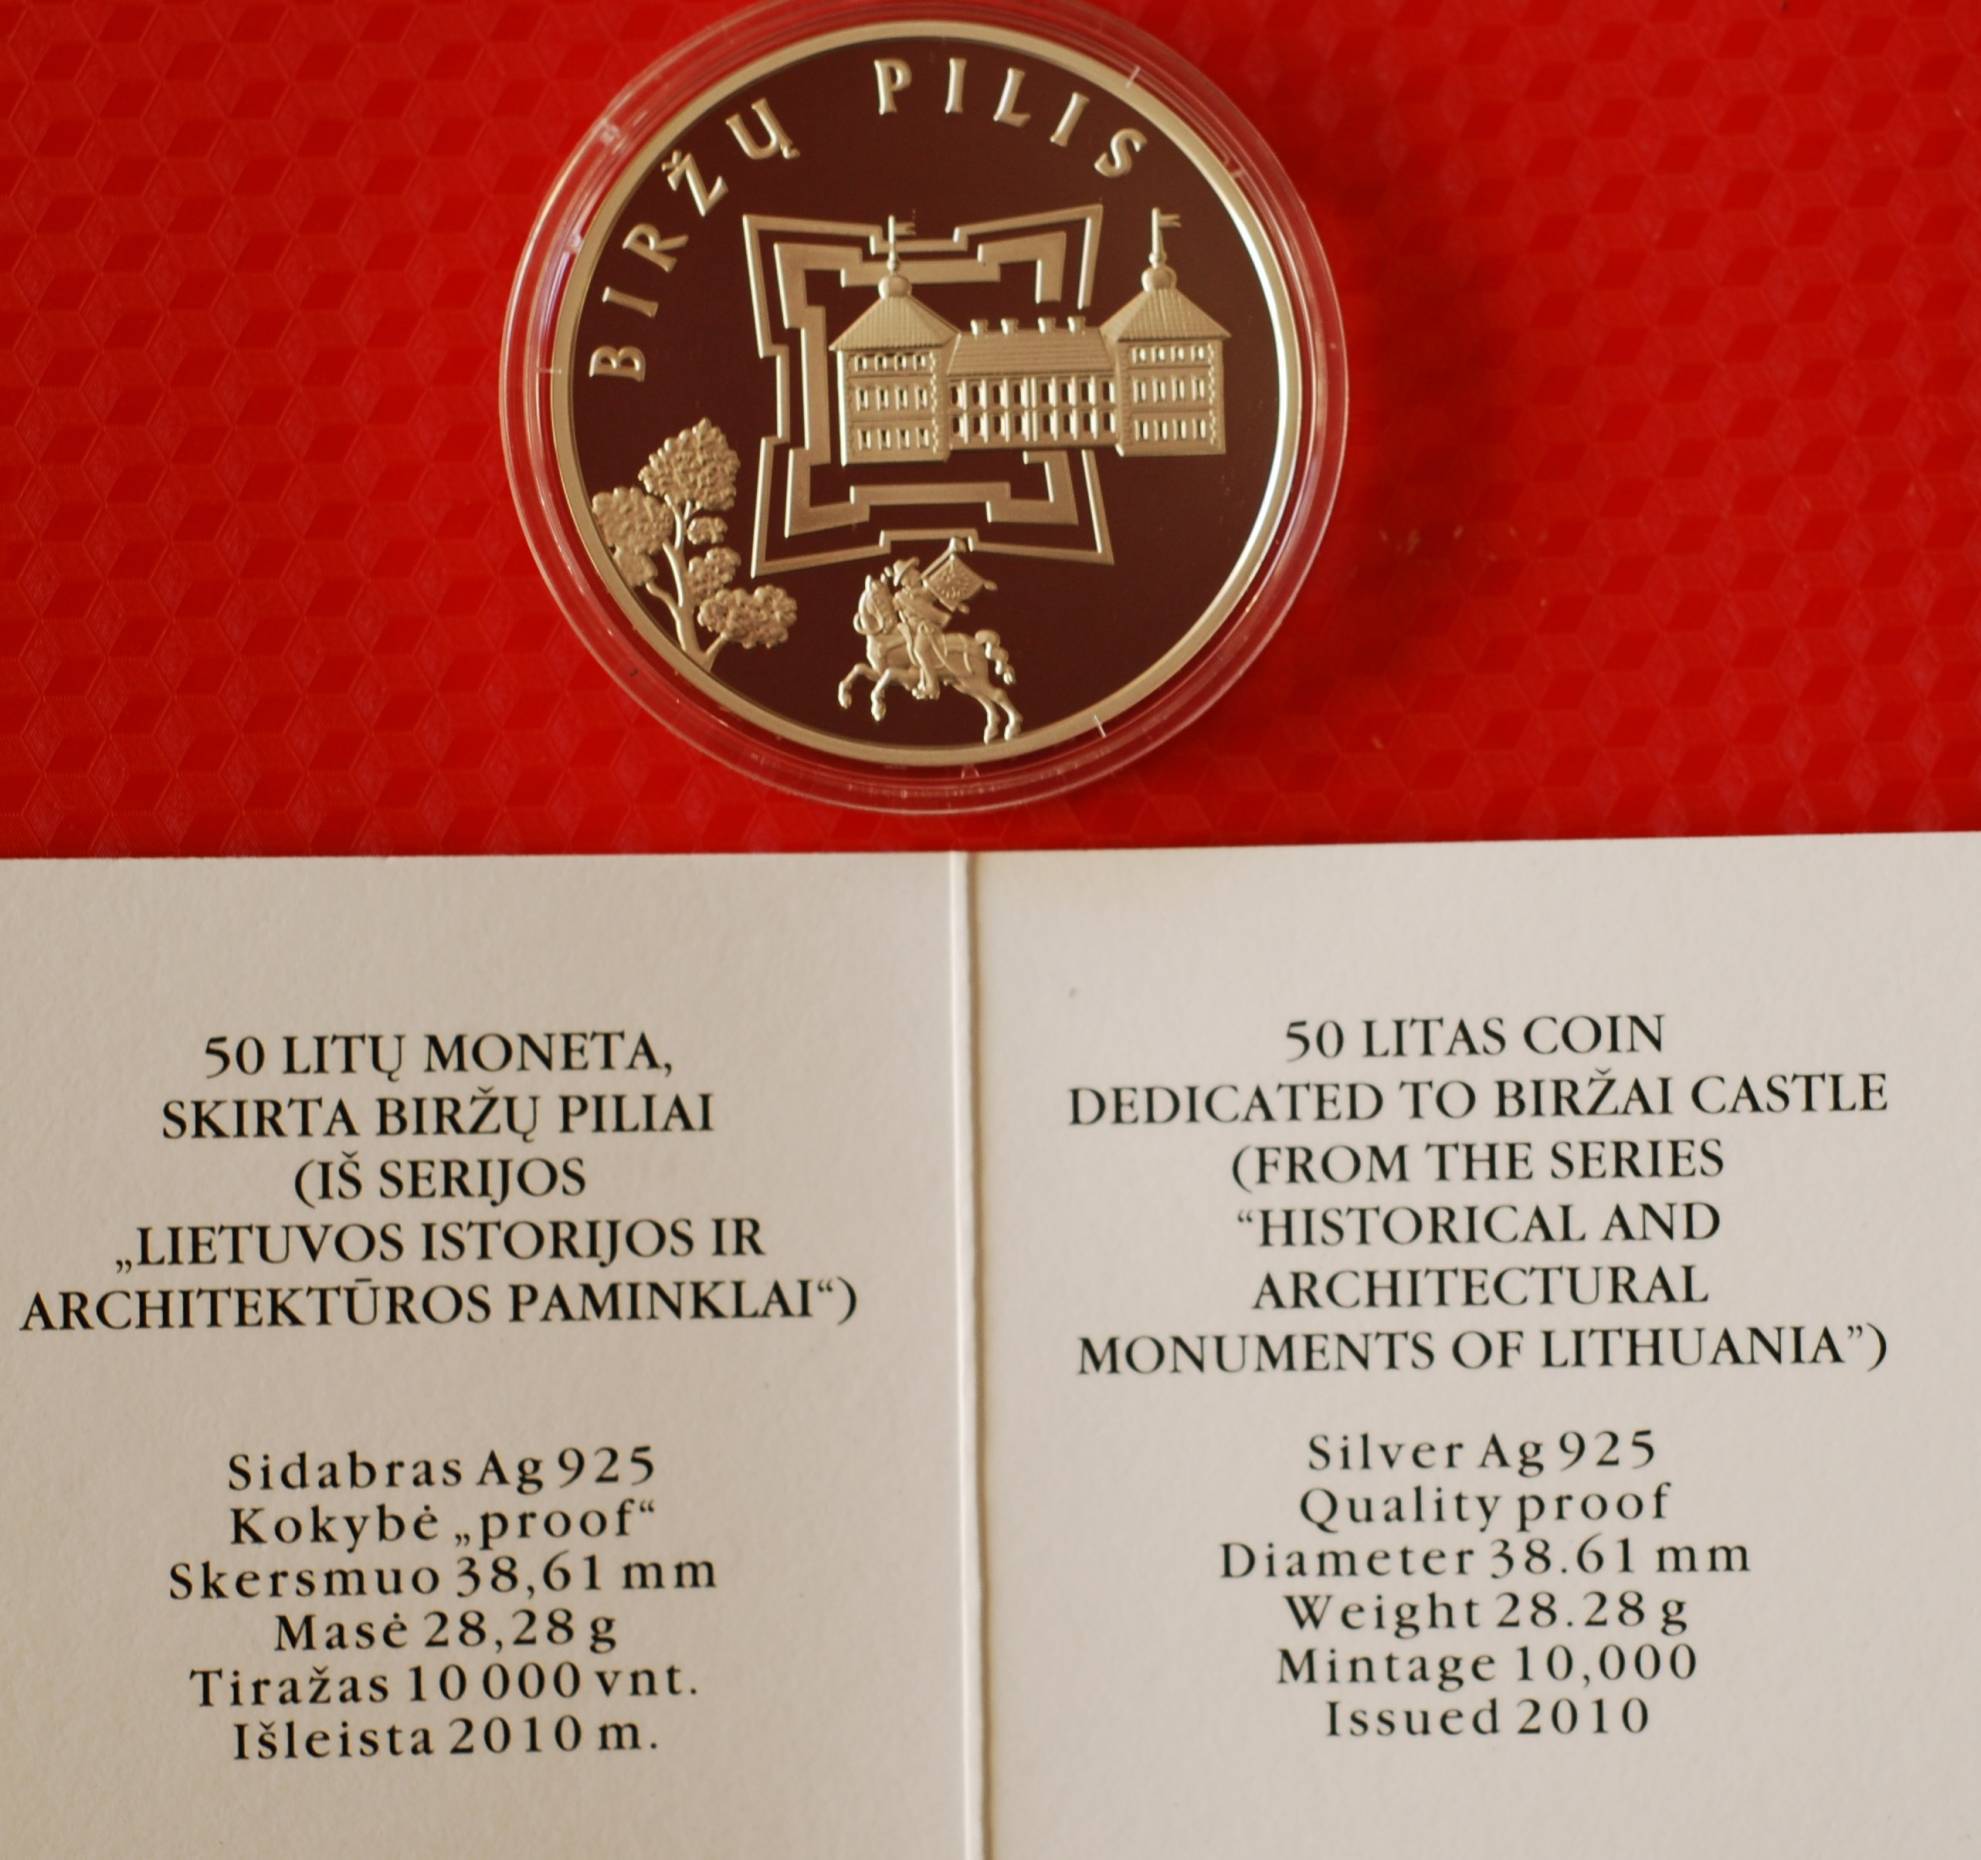 BIRŽŲ PILIS
50 LITŲ MONETA,
SKIRTA BIRŽŲ PILIAI
(IŠ SERIJOS
„LIETUVOS ISTORIJOS IR
ARCHITEKTŪROS PAMINKLAI“)
Sidabras Ag 925
Kokybė „proof“
Skersmuo 38,61 mm
Masė 28,28 g
Tiražas 10 000 vnt.
Išleista 2010 m.
50 LITAS COIN
DEDICATED TO BIRŽAI CASTLE
(FROM THE SERIES
“HISTORICAL AND
ARCHITECTURAL
MONUMENTS OF LITHUANIA”)
Silver Ag 925
Quality proof
Diameter 38.61 mm
Weight 28.28 g
Mintage 10,000
Issued 2010